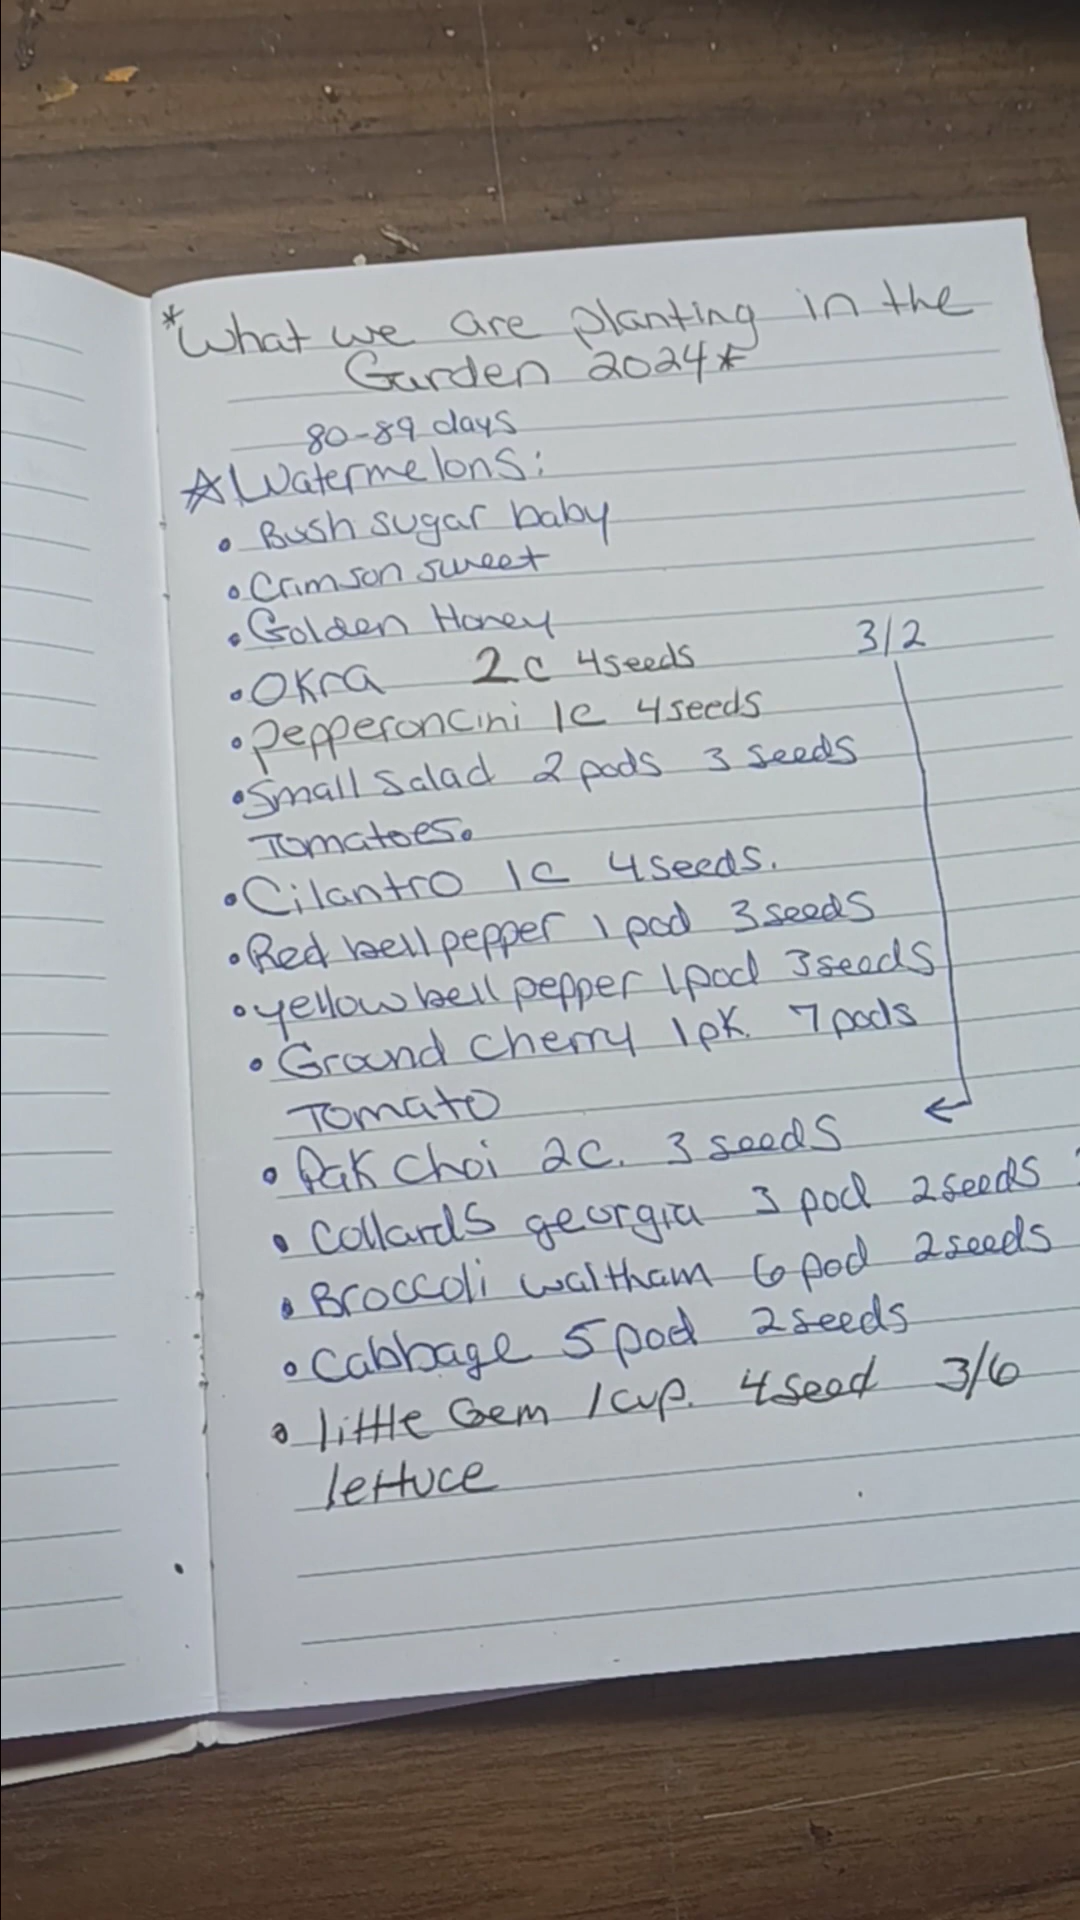 *What we are planting in the
Garden 2024*
80-89 days
☆Watermelons:
• Bush sugar baby
• Crimson sweet
• Golden Honey
3/2
• Okra 2c 4seeds
• Pepperoncini 1c 4seeds
• Small Salad 2 pods 3 seeds
Tomatoes.
• Cilantro 1c 4seeds.
• Red bell pepper 1 pod 3seeds
• yellow bell pepper 1pod 3seeds
• Ground Cherry 1pk. 7pods
Tomato
• Pak Choi 2c. 3 seeds
• Collards georgia 3 pod 2seeds
• Broccoli waltham 6 pod 2seeds
• Cabbage 5 pod 2seeds
• little Gem 1cup. 4seed 3/6
lettuce